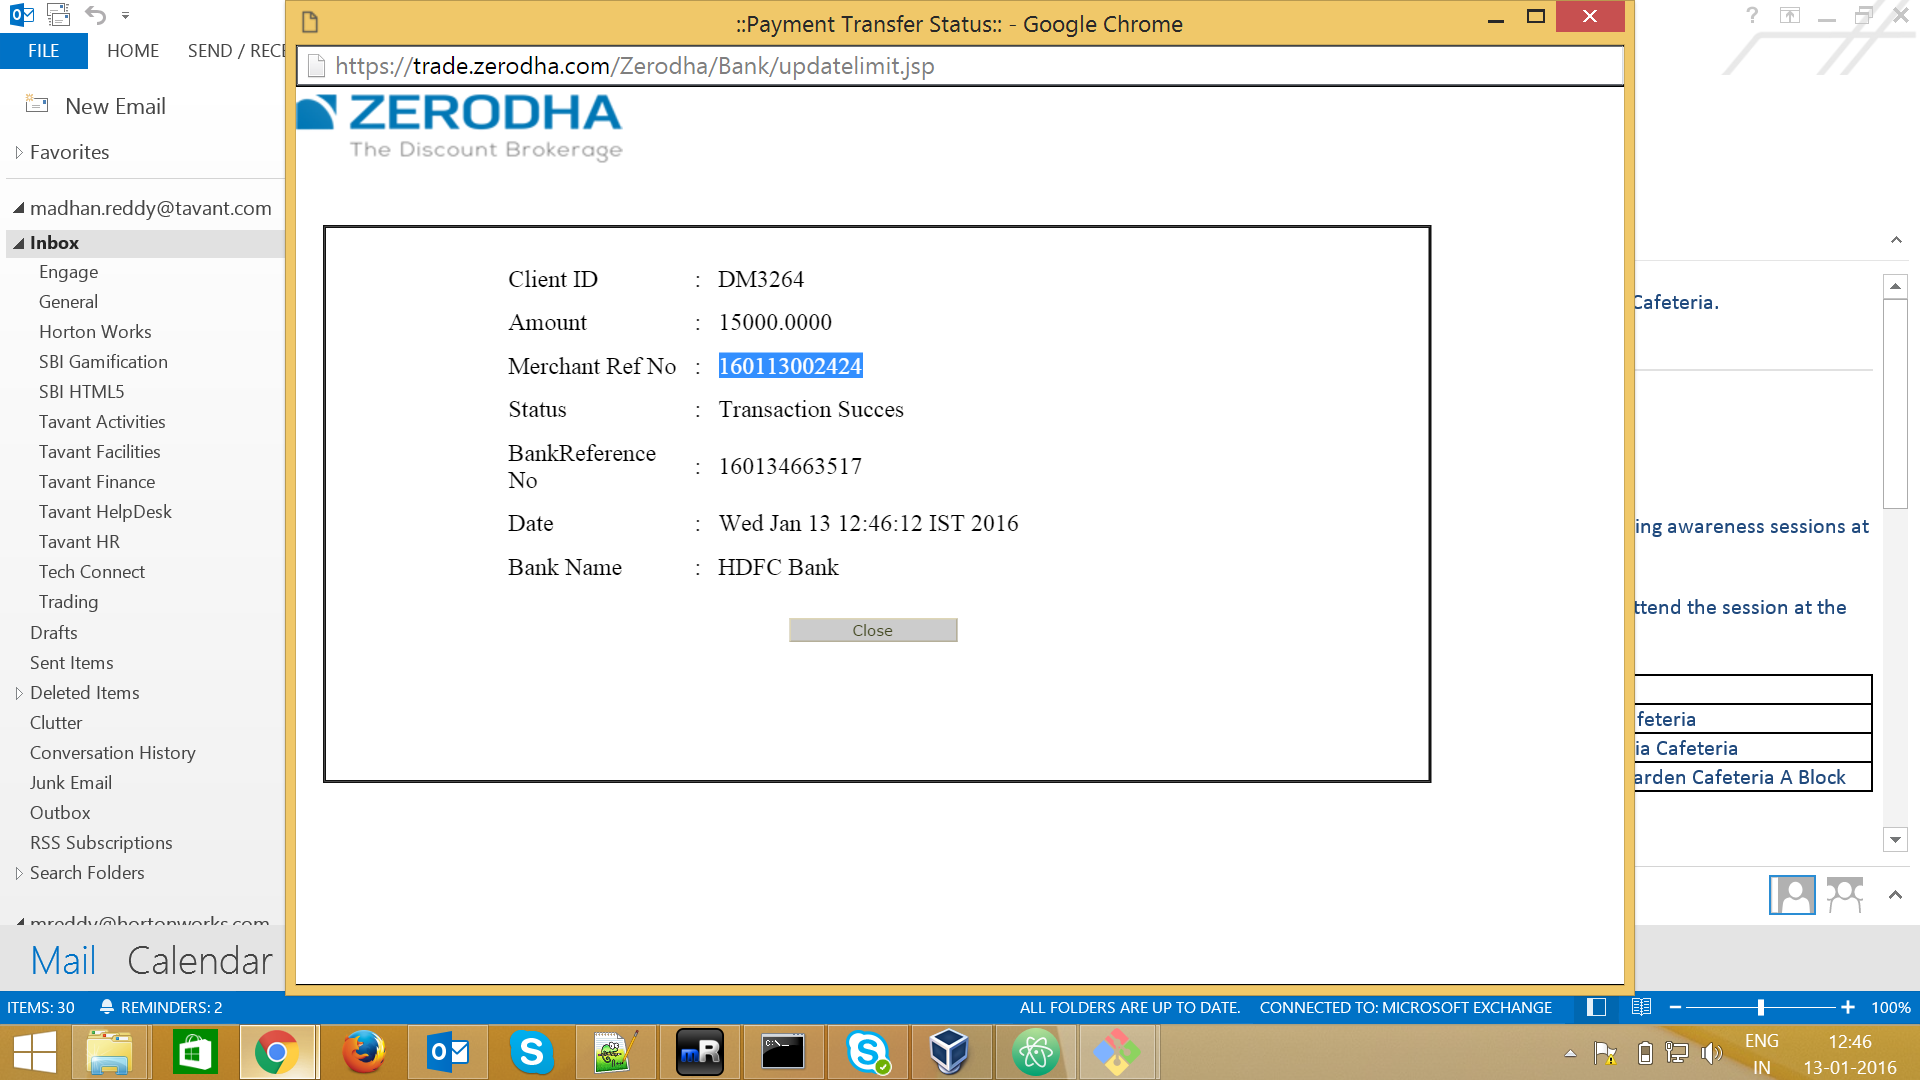 ::Payment Transfer Status:: - Google Chrome
https://trade.zerodha.com/Zerodha/Bank/updatelimit.jsp
FILE
HOME
SEND / RECE
New Email
Favorites
madhan.reddy@tavant.com
Inbox
Engage
General
Horton Works
SBI Gamification
SBI HTML5
Tavant Activities
Tavant Facilities
Tavant Finance
Tavant HelpDesk
Tavant HR
Tech Connect
Trading
Drafts
Sent Items
Deleted Items
Clutter
Conversation History
Junk Email
Outbox
RSS Subscriptions
Search Folders
mreddy@hortonworks.com
Mail Calendar
ZERODHA
The Discount Brokerage
Client ID : DM3264
Amount : 15000.0000
Merchant Ref No : 160113002424
Status : Transaction Succes
BankReference
No : 160134663517
Date : Wed Jan 13 12:46:12 IST 2016
Bank Name : HDFC Bank
Close
Cafeteria.
ing awareness sessions at
ttend the session at the
feteria
ia Cafeteria
arden Cafeteria A Block
ITEMS: 30
REMINDERS: 2
ALL FOLDERS ARE UP TO DATE.
CONNECTED TO: MICROSOFT EXCHANGE
100%
mR
C:\_
ENG
IN
12:46
13-01-2016